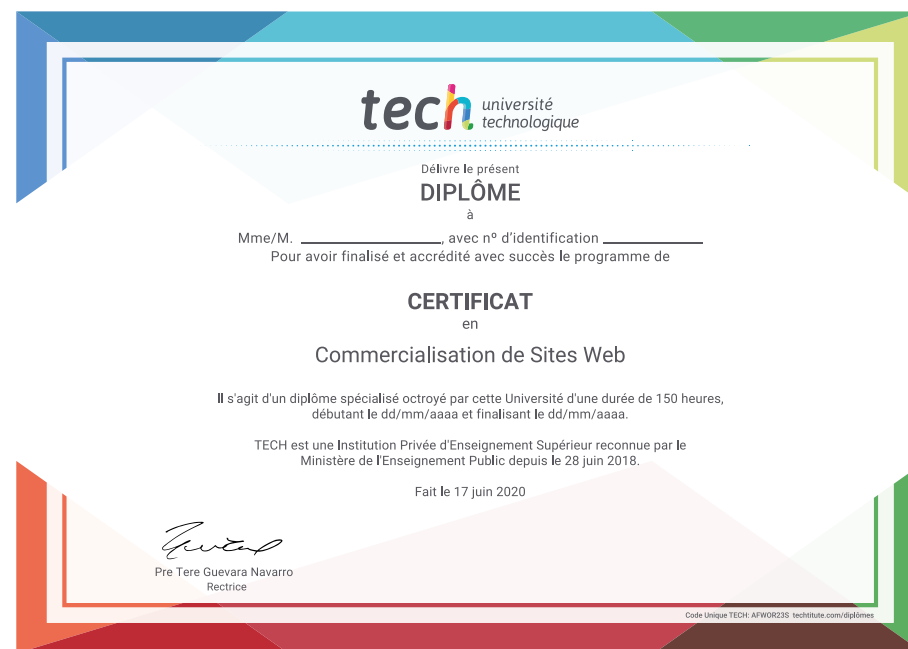 tech université
technologique
Délivre le présent
DIPLÔME
à
Mme/M. ____________________, avec nº d'identification ______________
Pour avoir finalisé et accrédité avec succès le programme de
CERTIFICAT
en
Commercialisation de Sites Web
Il s'agit d'un diplôme spécialisé octroyé par cette Université d'une durée de 150 heures,
débutant le dd/mm/aaaa et finalisant le dd/mm/aaaa.
TECH est une Institution Privée d'Enseignement Supérieur reconnue par le
Ministère de l'Enseignement Public depuis le 28 juin 2018.
Fait le 17 juin 2020
Pre Tere Guevara Navarro
Rectrice
Code Unique TECH: AFWOR23S techtitute.com/diplômes